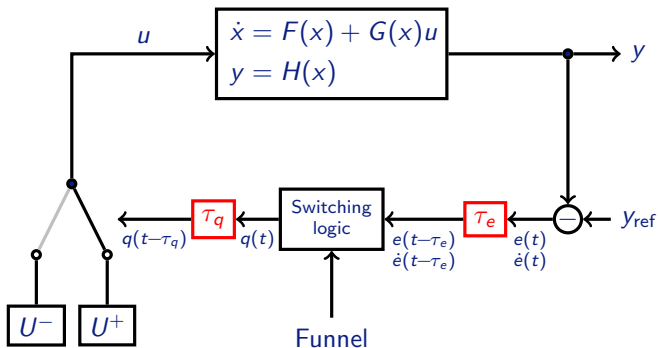 u
ẋ = F(x) + G(x)u
y = H(x)
y
τ_q
Switching
logic
τ_e
−
y_ref
q(t−τ_q)
q(t)
e(t−τ_e)
ė(t−τ_e)
e(t)
ė(t)
U⁻
U⁺
Funnel